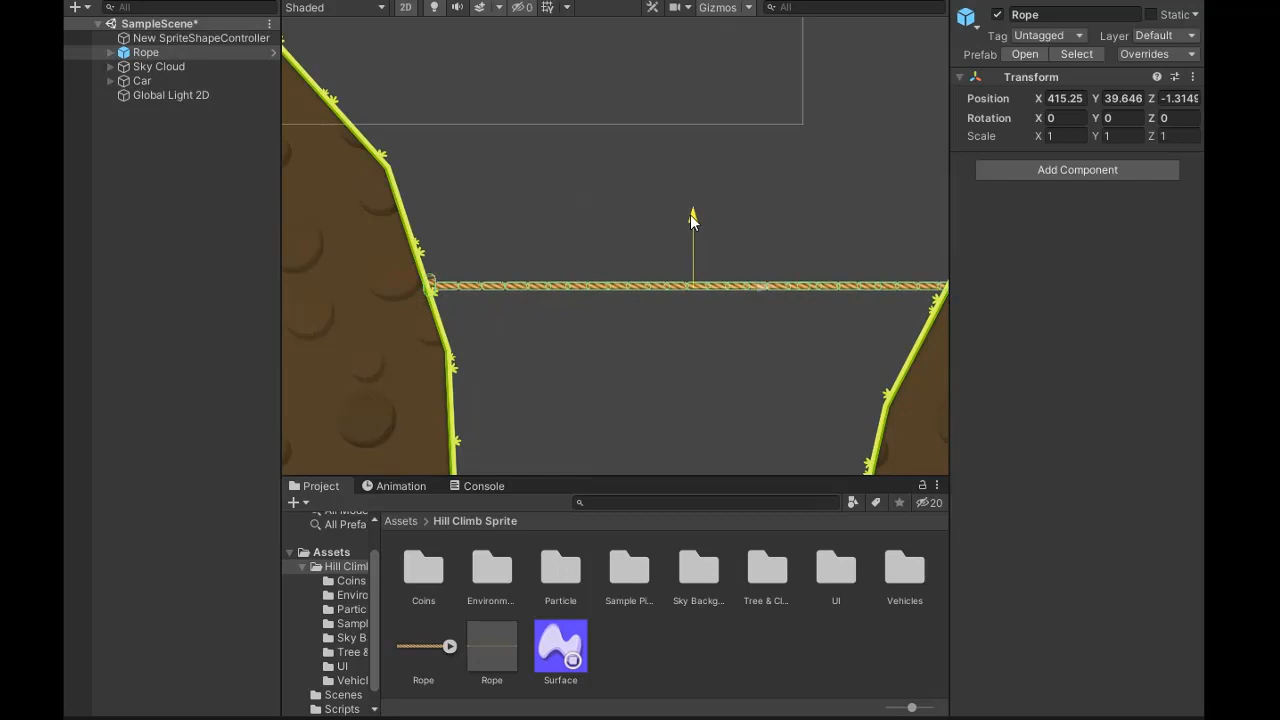 SampleScene*
New SpriteShapeController
Rope
Sky Cloud
Car
Global Light 2D
All
Shaded
2D
0
Gizmos
All
Rope
Static
Tag
Untagged
Layer
Default
Prefab
Open
Select
Overrides
Transform
Position
X 415.25
Y 39.646
Z -1.3149
Rotation
X 0
Y 0
Z 0
Scale
X 1
Y 1
Z 1
Add Component
Project
Animation
Console
20
All Prefa
Assets
Hill Climb
Coins
Enviro
Partic
Sampl
Sky B
Tree &
UI
Vehicl
Scenes
Scripts
Assets
Hill Climb Sprite
Coins
Environm...
Particle
Sample Pi...
Sky Backg...
Tree & Cl...
UI
Vehicles
Rope
Rope
Surface